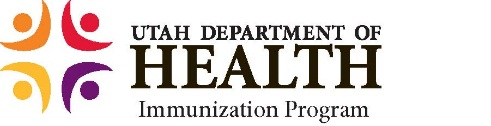 UTAH DEPARTMENT OF
HEALTH
Immunization Program